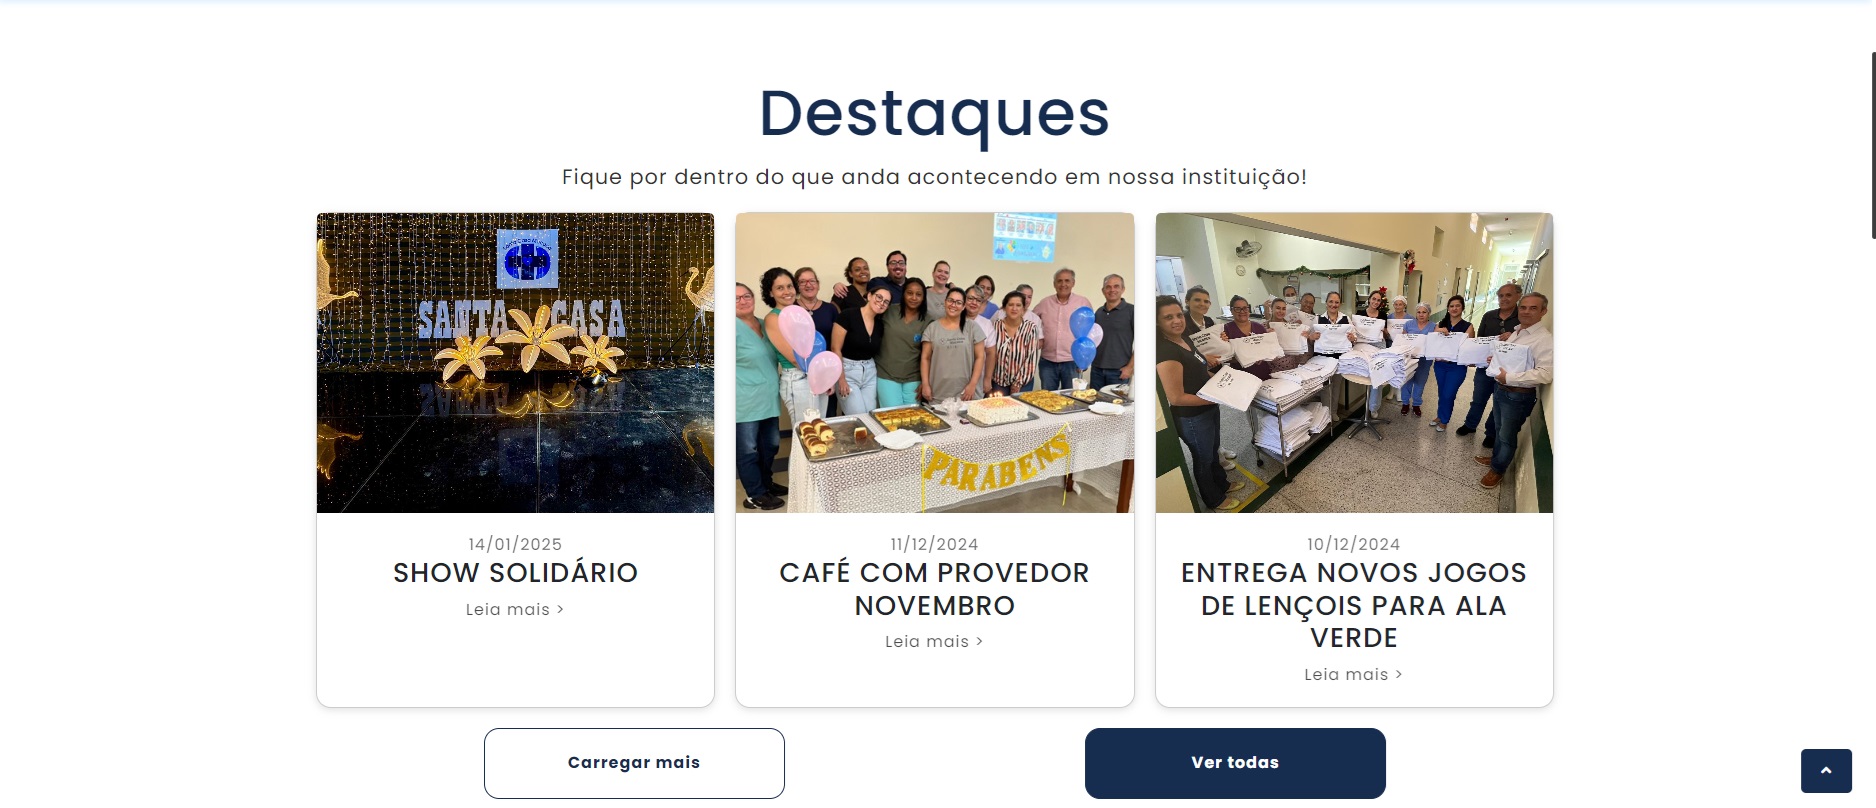 Destaques
Fique por dentro do que anda acontecendo em nossa instituição!
SANTA CASA
PARABENS
14/01/2025
SHOW SOLIDÁRIO
Leia mais >
11/12/2024
CAFÉ COM PROVEDOR
NOVEMBRO
Leia mais >
10/12/2024
ENTREGA NOVOS JOGOS
DE LENÇOIS PARA ALA
VERDE
Leia mais >
Carregar mais
Ver todas